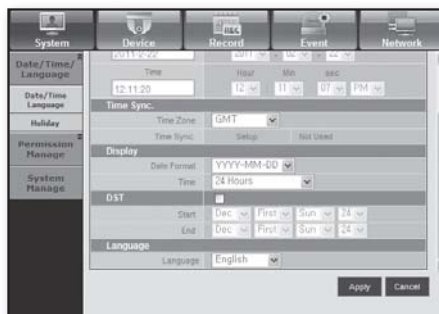 System Device Record Event Network
Date/Time/
Language
Date/Time
Language
Holiday
Permission
Manage
System
Manage
2011-2-22 2011 - 02 - 22
Time Hour Min sec
12:11:20 12 11 07 PM
Time Sync.
Time Zone GMT
Time Sync. Setup Not Used
Display
Date Format YYYY-MM-DD
Time 24 Hours
DST
Start Dec First Sun 24
End Dec First Sun 24
Language
Language English
Apply Cancel